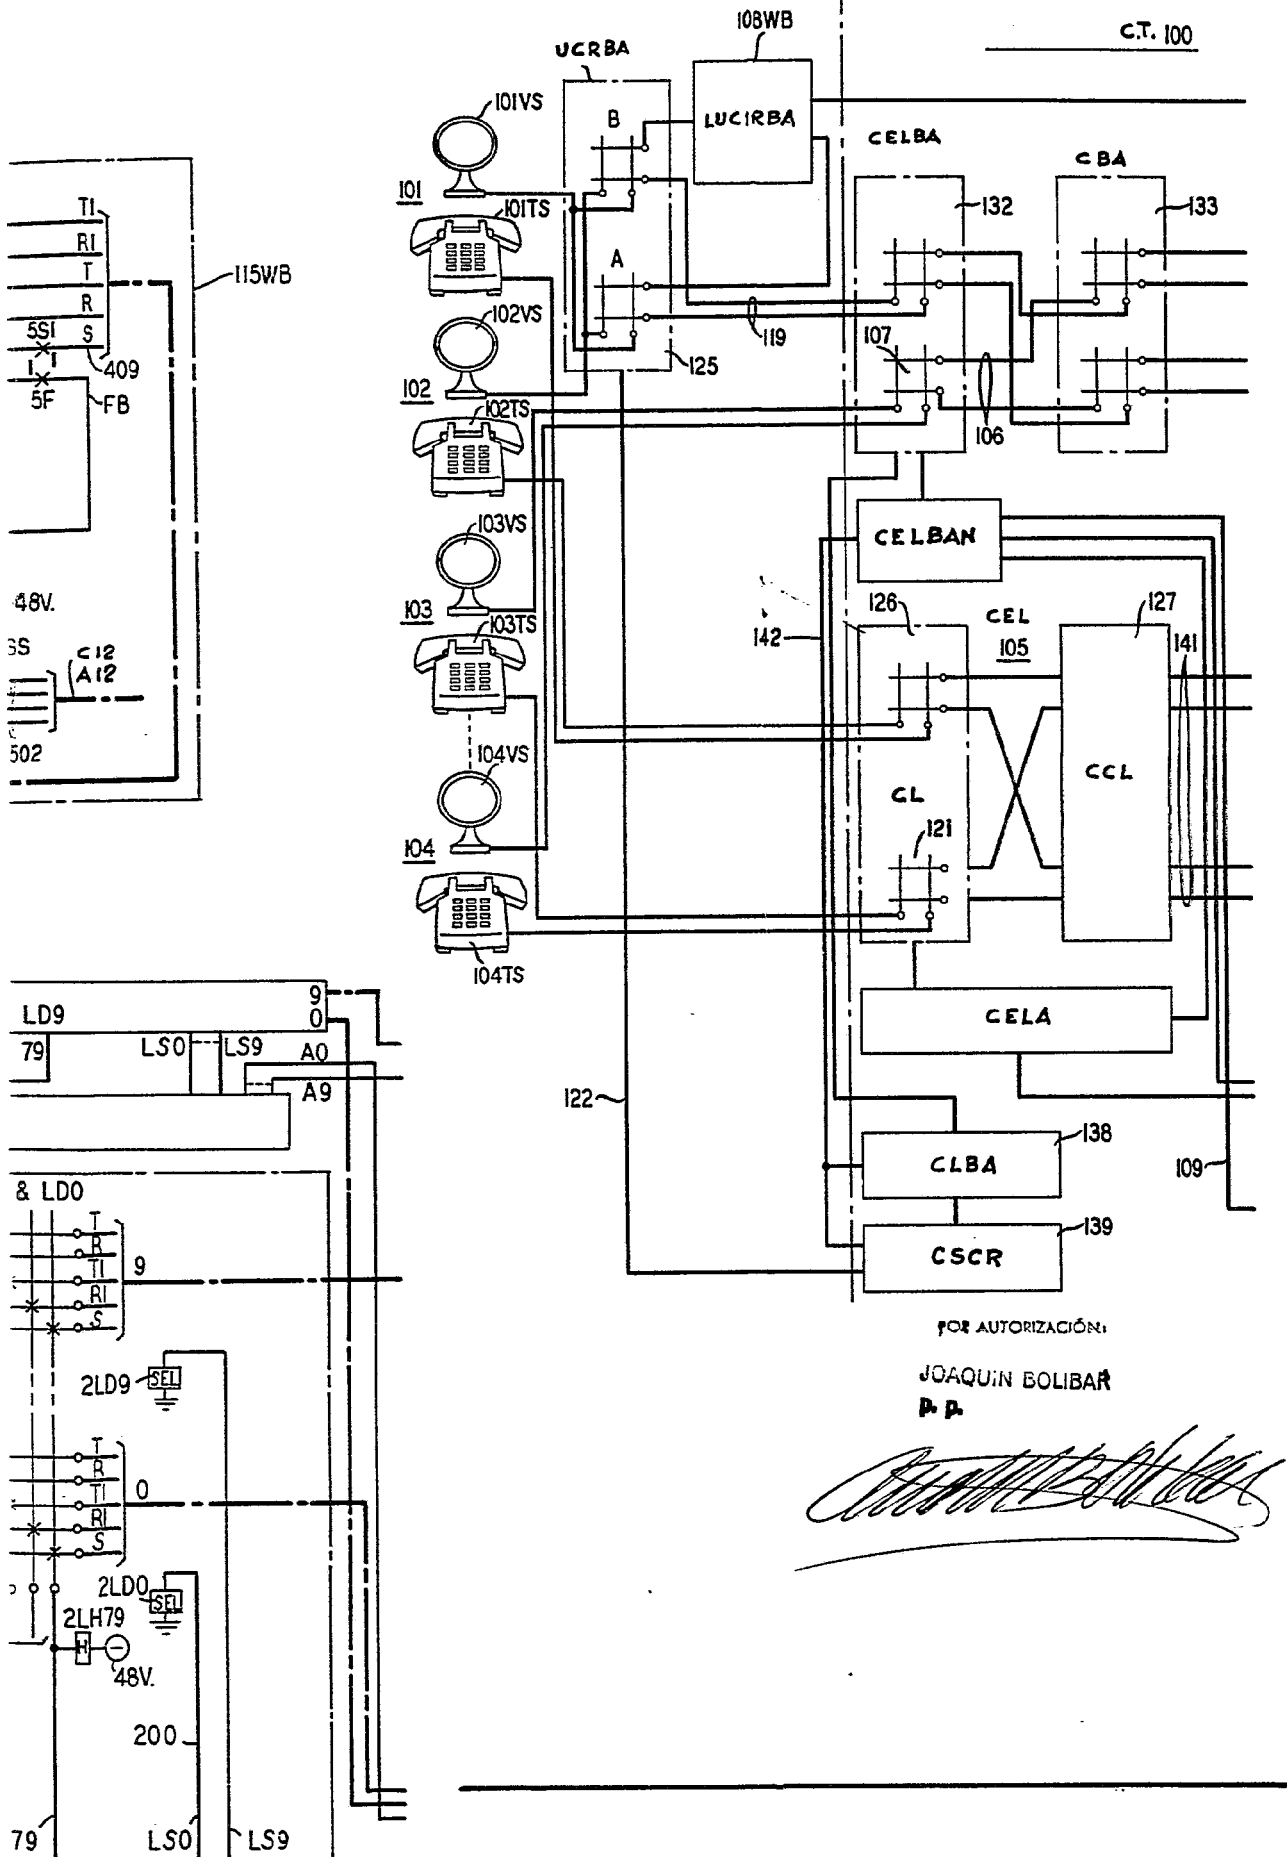 108WB
C.T. 100
UCRBA
101VS
B
LUCIRBA
CELBA
CBA
101
101TS
132
133
T1
R1
T
R
S
5S1
409
5F
FB
115WB
A
102VS
119
107
125
102
102TS
106
103VS
CELBAN
48V.
103
103TS
142
126
CEL
105
127
141
SS
C12
A12
502
104VS
CL
CCL
121
104
104TS
9
0
LD9
79
LS0
LS9
A0
A9
CELA
122
138
CLBA
109
139
CSCR
& LD0
T
R
T1
R1
S
9
2LD9
SEL
T
R
T1
R1
S
0
2LD0
SEL
2LH79
H
48V.
200
79
LS0
LS9
POR AUTORIZACIÓN:
JOAQUIN BOLIBAR
p. p.